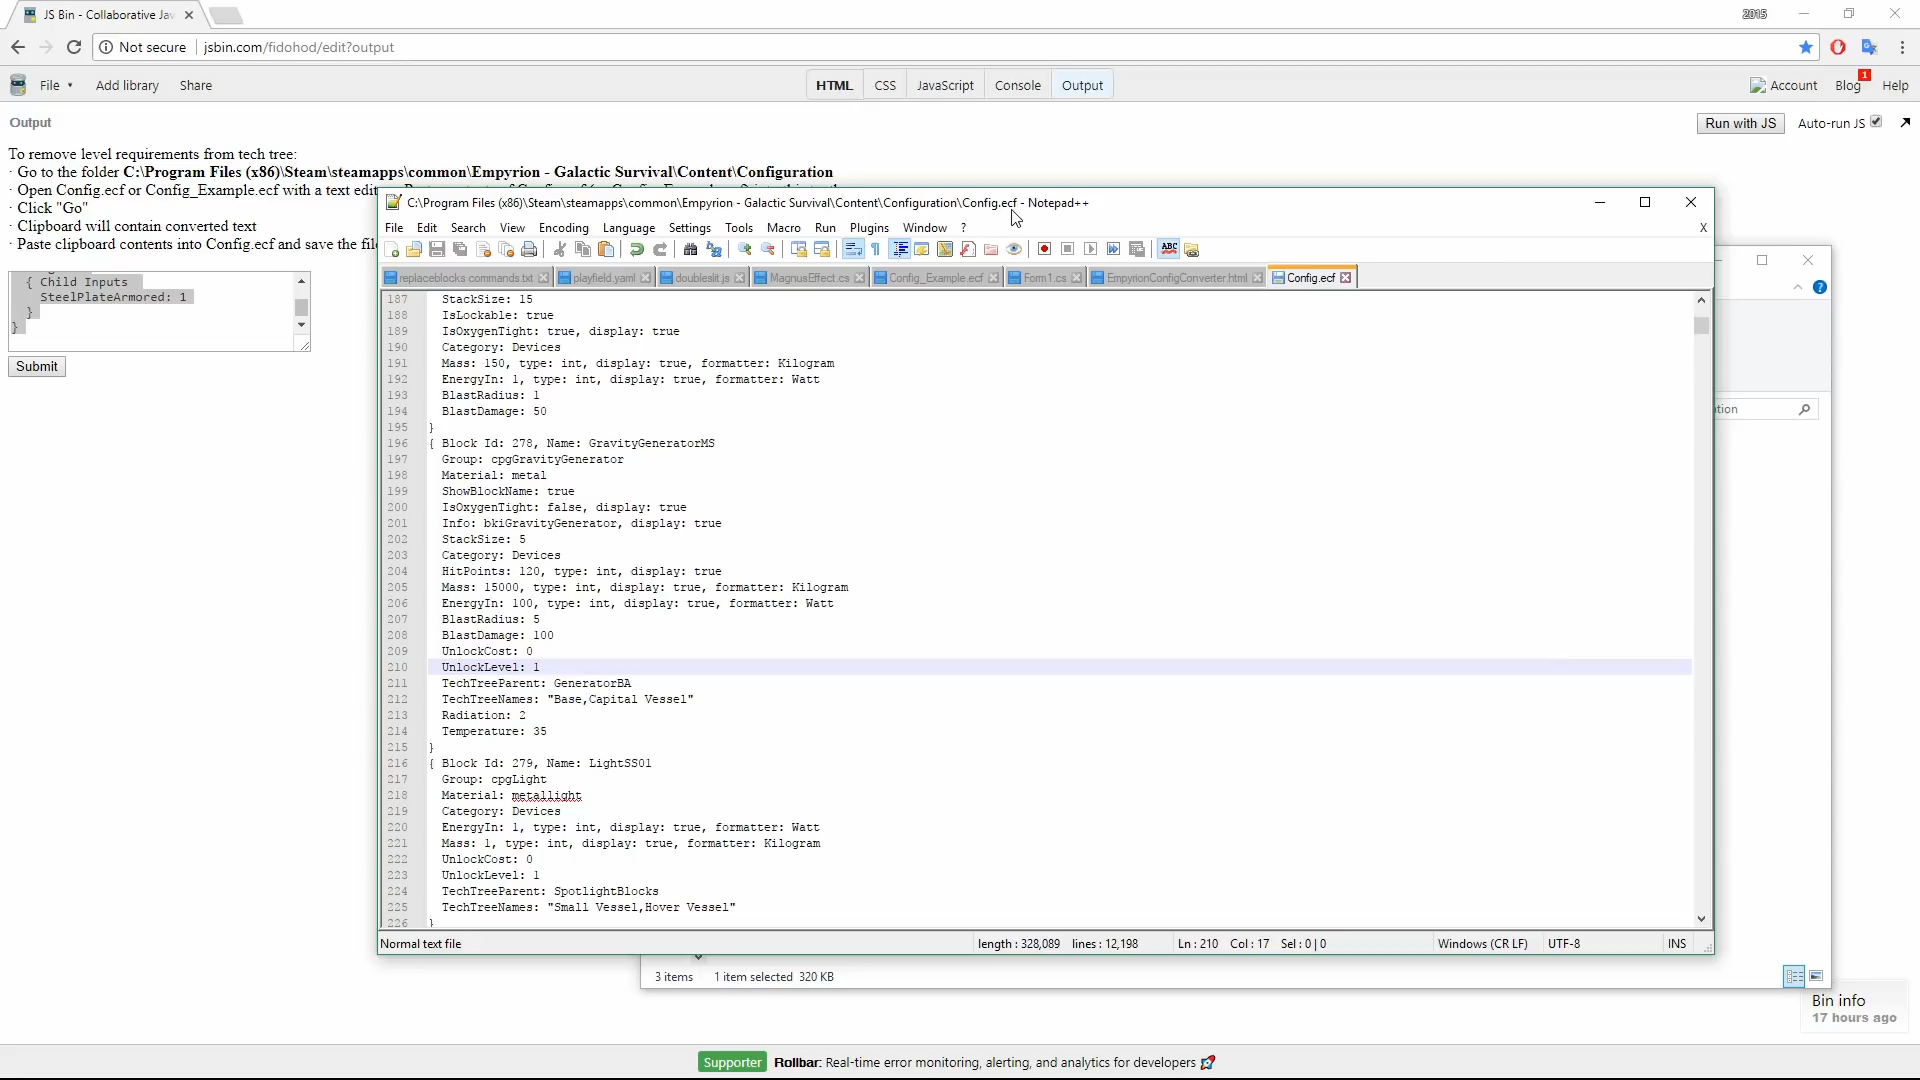 JS Bin - Collaborative Jav
2015
Not secure
jsbin.com/fidohod/edit?output
File
Add library
Share
HTML
CSS
JavaScript
Console
Output
Account
Blog
1
Help
Output
Run with JS
Auto-run JS
To remove level requirements from tech tree:
· Go to the folder C:\Program Files (x86)\Steam\steamapps\common\Empyrion - Galactic Survival\Content\Configuration
· Open Config.ecf or Config_Example.ecf with a text edit
· Click "Go"
· Clipboard will contain converted text
· Paste clipboard contents into Config.ecf and save the file
{ Child Inputs
SteelPlateArmored: 1
}
}
Submit
C:\Program Files (x86)\Steam\steamapps\common\Empyrion - Galactic Survival\Content\Configuration\Config.ecf - Notepad++
File Edit Search View Encoding Language Settings Tools Macro Run Plugins Window ?
X
ABC
replaceblocks commands.txt
playfield.yaml
doubleslit.js
MagnusEffect.cs
Config_Example.ecf
Form1.cs
EmpyrionConfigConverter.html
Config.ecf
187 StackSize: 15
188 IsLockable: true
189 IsOxygenTight: true, display: true
190 Category: Devices
191 Mass: 150, type: int, display: true, formatter: Kilogram
192 EnergyIn: 1, type: int, display: true, formatter: Watt
193 BlastRadius: 1
194 BlastDamage: 50
195 }
196 { Block Id: 278, Name: GravityGeneratorMS
197 Group: cpgGravityGenerator
198 Material: metal
199 ShowBlockName: true
200 IsOxygenTight: false, display: true
201 Info: bkiGravityGenerator, display: true
202 StackSize: 5
203 Category: Devices
204 HitPoints: 120, type: int, display: true
205 Mass: 15000, type: int, display: true, formatter: Kilogram
206 EnergyIn: 100, type: int, display: true, formatter: Watt
207 BlastRadius: 5
208 BlastDamage: 100
209 UnlockCost: 0
210 UnlockLevel: 1
211 TechTreeParent: GeneratorBA
212 TechTreeNames: "Base,Capital Vessel"
213 Radiation: 2
214 Temperature: 35
215 }
216 { Block Id: 279, Name: LightSS01
217 Group: cpgLight
218 Material: metallight
219 Category: Devices
220 EnergyIn: 1, type: int, display: true, formatter: Watt
221 Mass: 1, type: int, display: true, formatter: Kilogram
222 UnlockCost: 0
223 UnlockLevel: 1
224 TechTreeParent: SpotlightBlocks
225 TechTreeNames: "Small Vessel,Hover Vessel"
226 }
Normal text file
length : 328,089 lines : 12,198
Ln : 210 Col : 17 Sel : 0 | 0
Windows (CR LF)
UTF-8
INS
tion
3 items
1 item selected 320 KB
Bin info
17 hours ago
Supporter
Rollbar: Real-time error monitoring, alerting, and analytics for developers